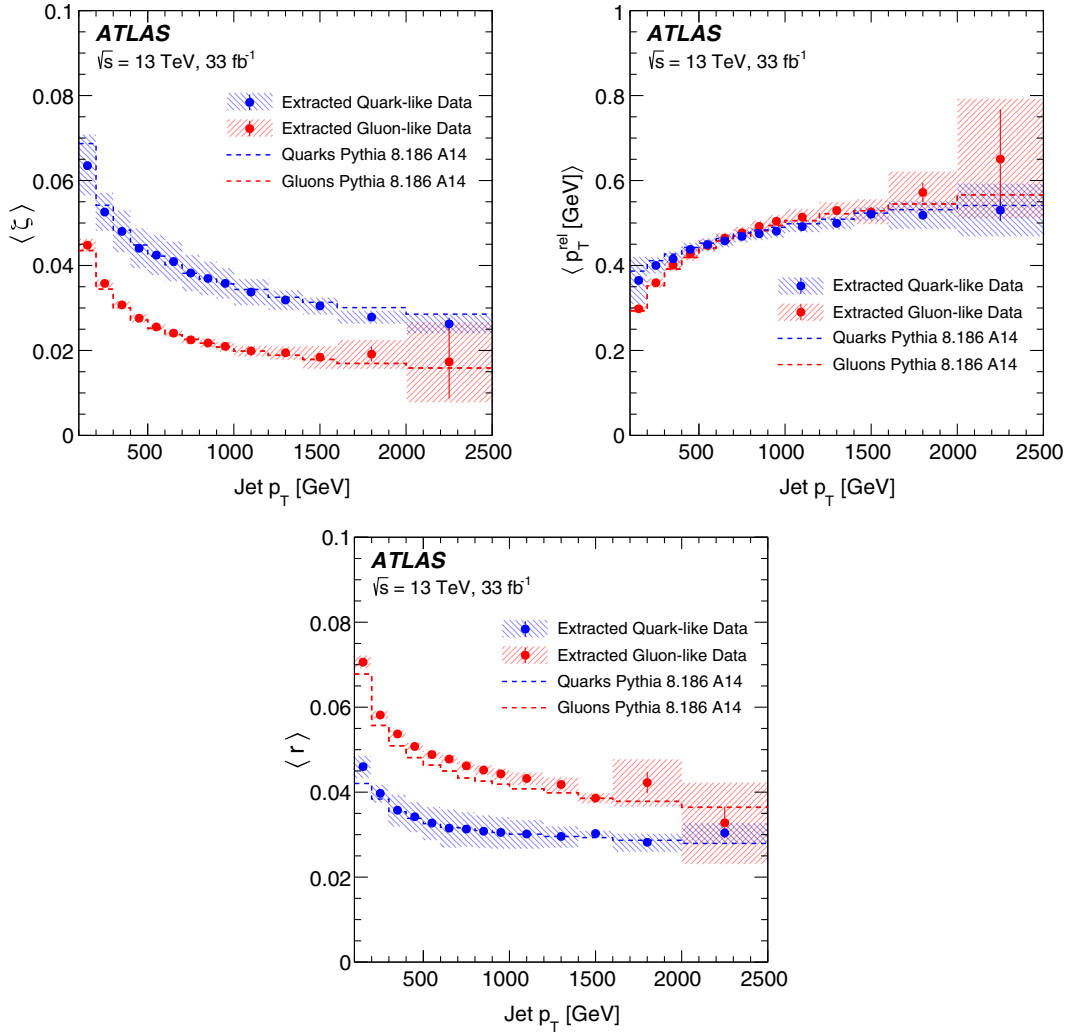 ATLAS
√s = 13 TeV, 33 fb⁻¹
Extracted Quark-like Data
Extracted Gluon-like Data
Quarks Pythia 8.186 A14
Gluons Pythia 8.186 A14
⟨ ζ ⟩
0.1
0.08
0.06
0.04
0.02
0
500 1000 1500 2000 2500
Jet p_T [GeV]
ATLAS
√s = 13 TeV, 33 fb⁻¹
⟨ p_T^rel [GeV] ⟩
1
0.8
0.6
0.4
0.2
0
Extracted Quark-like Data
Extracted Gluon-like Data
Quarks Pythia 8.186 A14
Gluons Pythia 8.186 A14
500 1000 1500 2000 2500
Jet p_T [GeV]
ATLAS
√s = 13 TeV, 33 fb⁻¹
Extracted Quark-like Data
Extracted Gluon-like Data
Quarks Pythia 8.186 A14
Gluons Pythia 8.186 A14
⟨ r ⟩
0.1
0.08
0.06
0.04
0.02
0
500 1000 1500 2000 2500
Jet p_T [GeV]